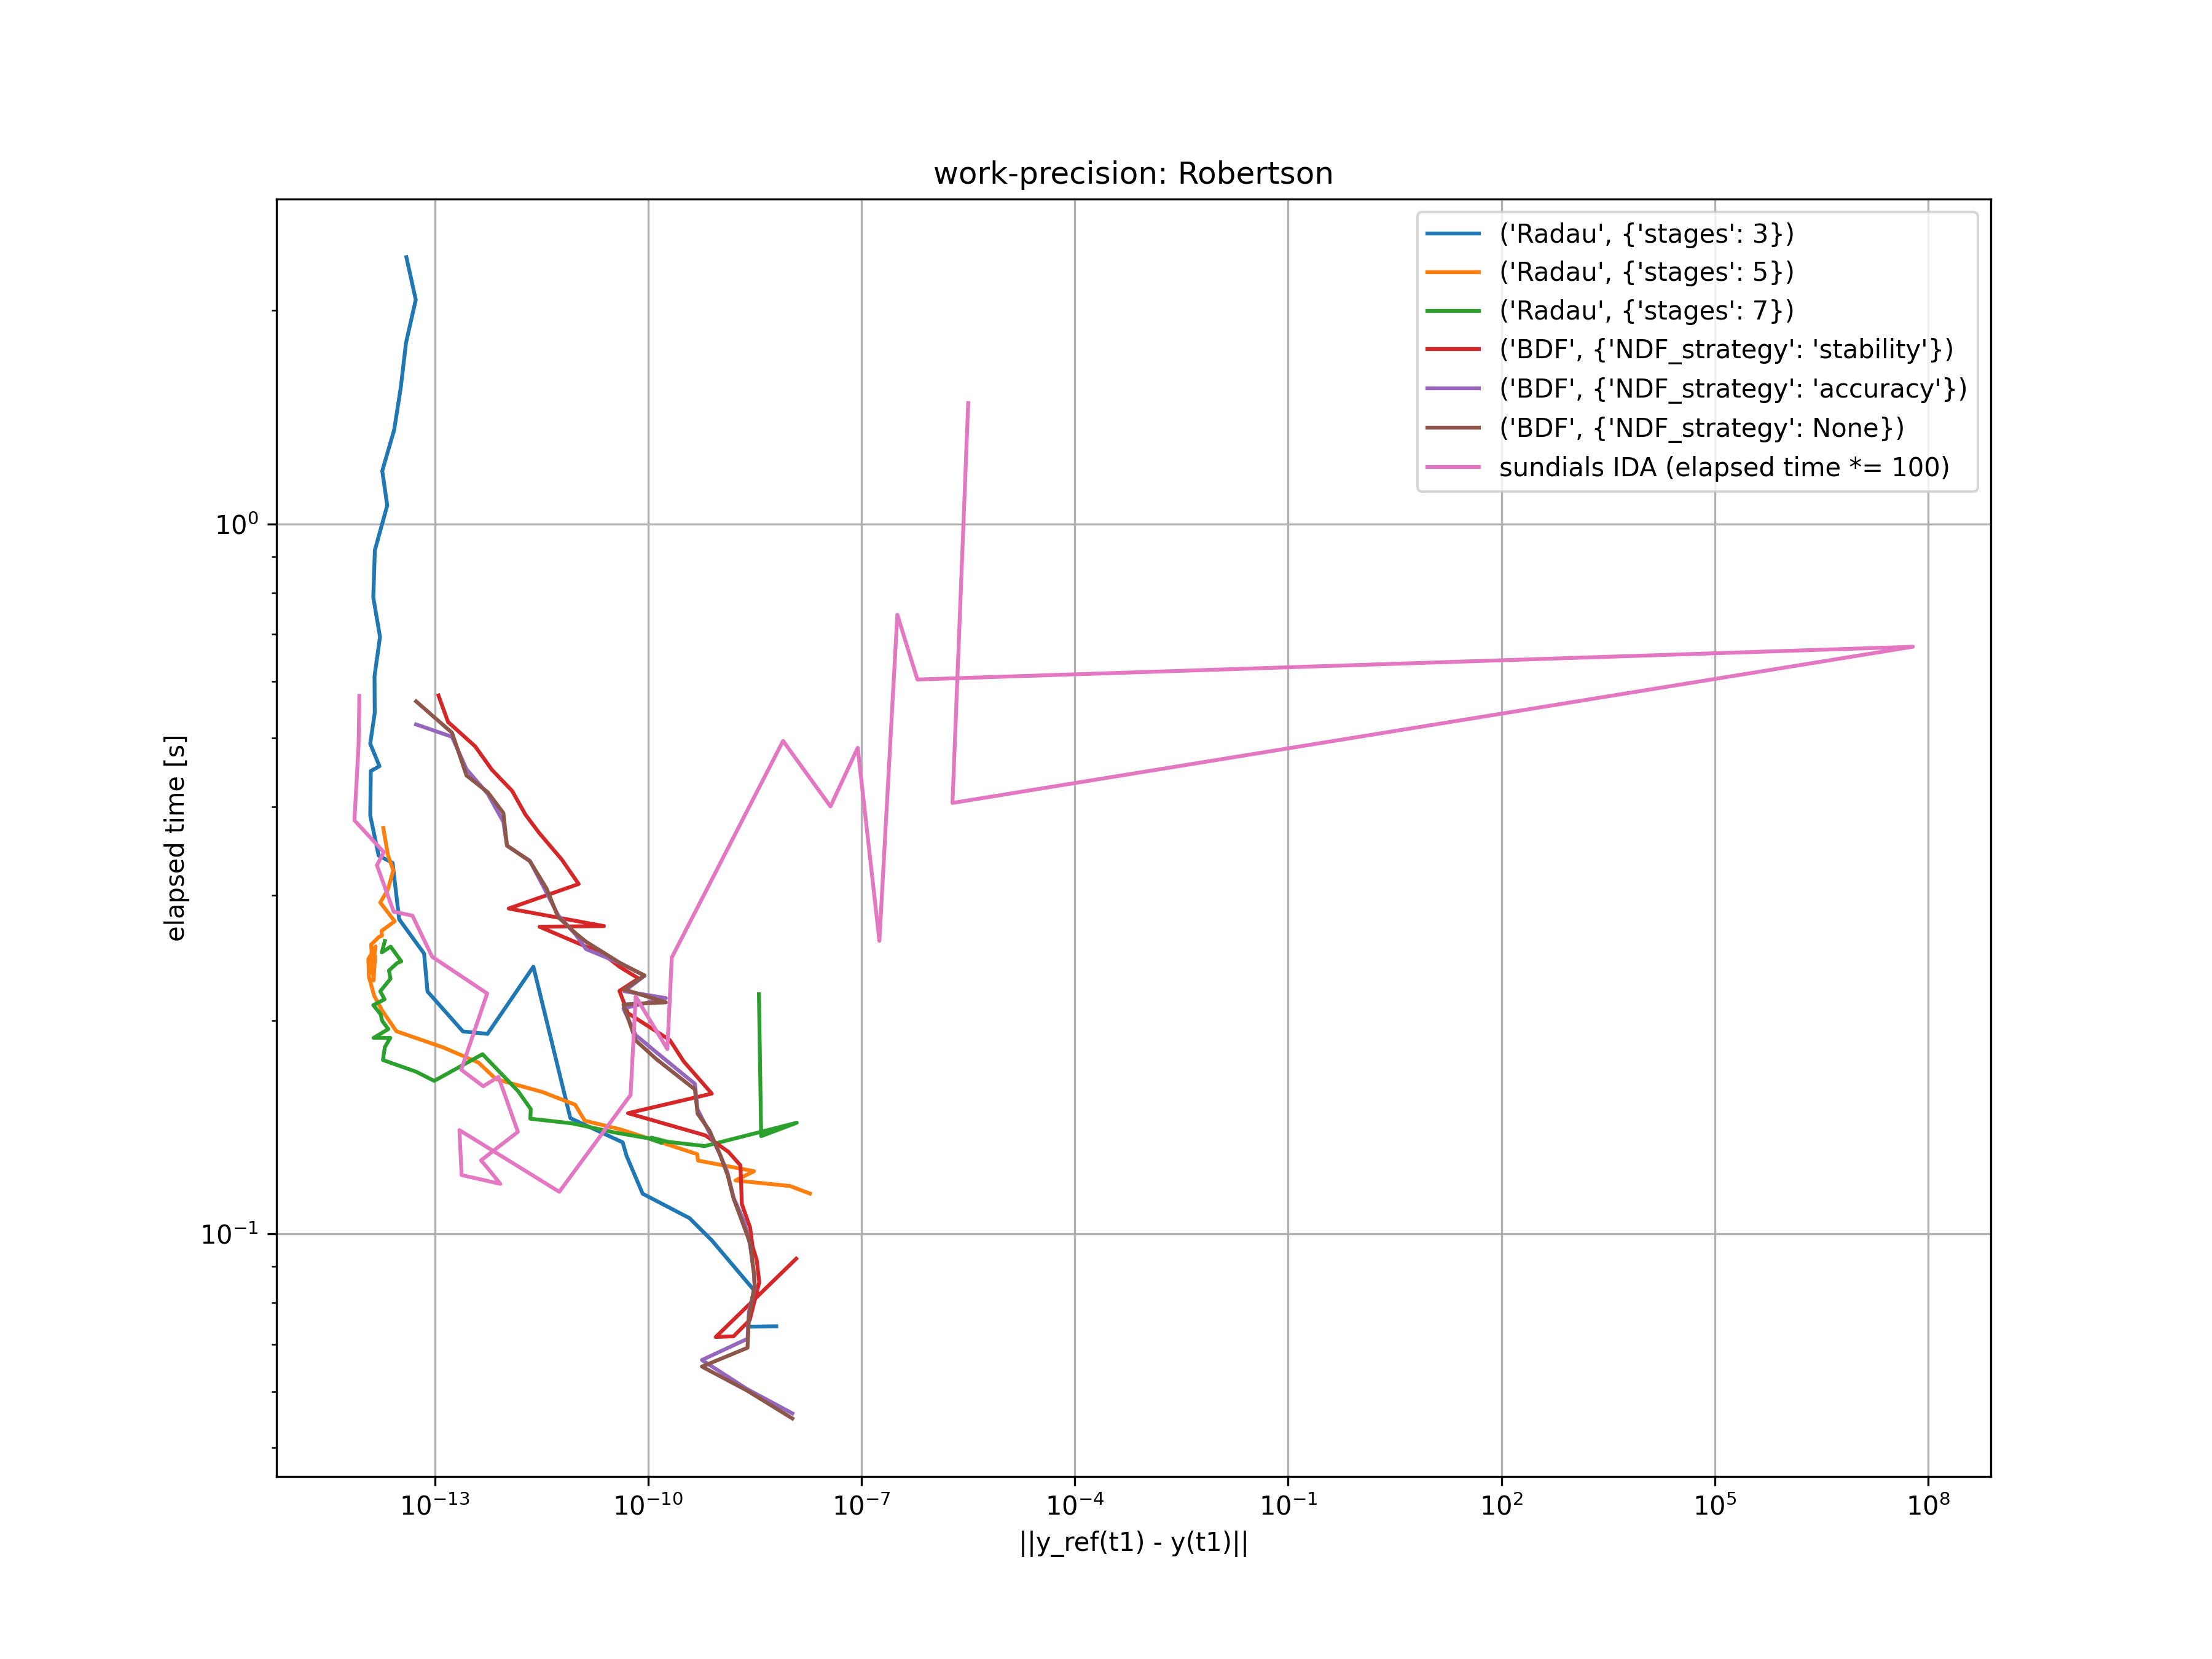 work-precision: Robertson
('Radau', {'stages': 3})
('Radau', {'stages': 5})
('Radau', {'stages': 7})
('BDF', {'NDF_strategy': 'stability'})
('BDF', {'NDF_strategy': 'accuracy'})
('BDF', {'NDF_strategy': None})
sundials IDA (elapsed time *= 100)
elapsed time [s]
10⁰
10⁻¹
10⁻¹³ 10⁻¹⁰ 10⁻⁷ 10⁻⁴ 10⁻¹ 10² 10⁵ 10⁸
||y_ref(t1) - y(t1)||